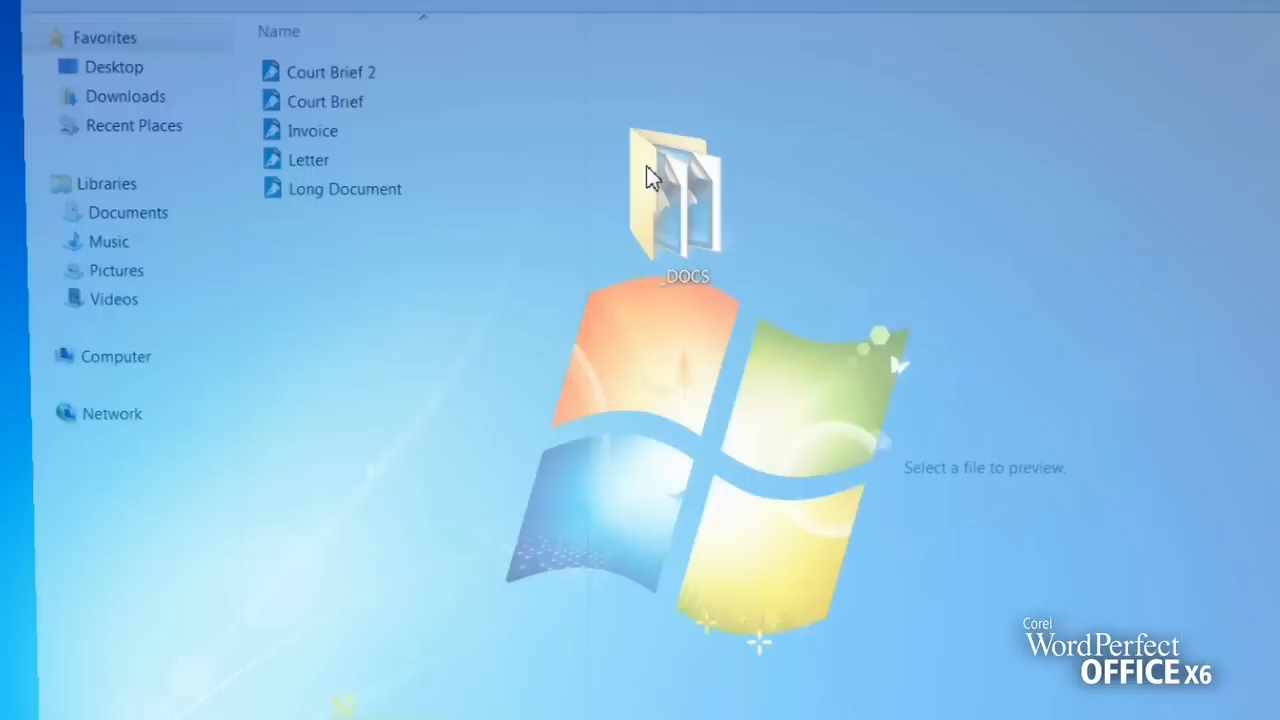 Favorites
Desktop
Downloads
Recent Places
Libraries
Documents
Music
Pictures
Videos
Computer
Network
Name
Court Brief 2
Court Brief
Invoice
Letter
Long Document
_DOCS
Select a file to preview.
Corel
WordPerfect
OFFICE X6